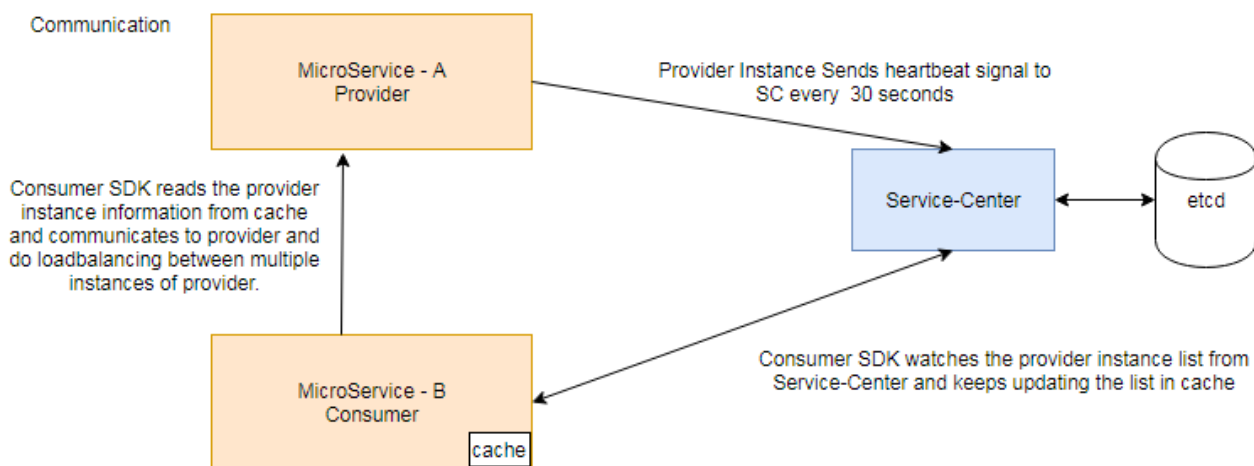 Communication
MicroService - A
Provider
Provider Instance Sends heartbeat signal to
SC every  30 seconds
Consumer SDK reads the provider
instance information from cache
and communicates to provider and
do loadbalancing between multiple
instances of provider.
Service-Center
etcd
MicroService - B
Consumer
cache
Consumer SDK watches the provider instance list from
Service-Center and keeps updating the list in cache